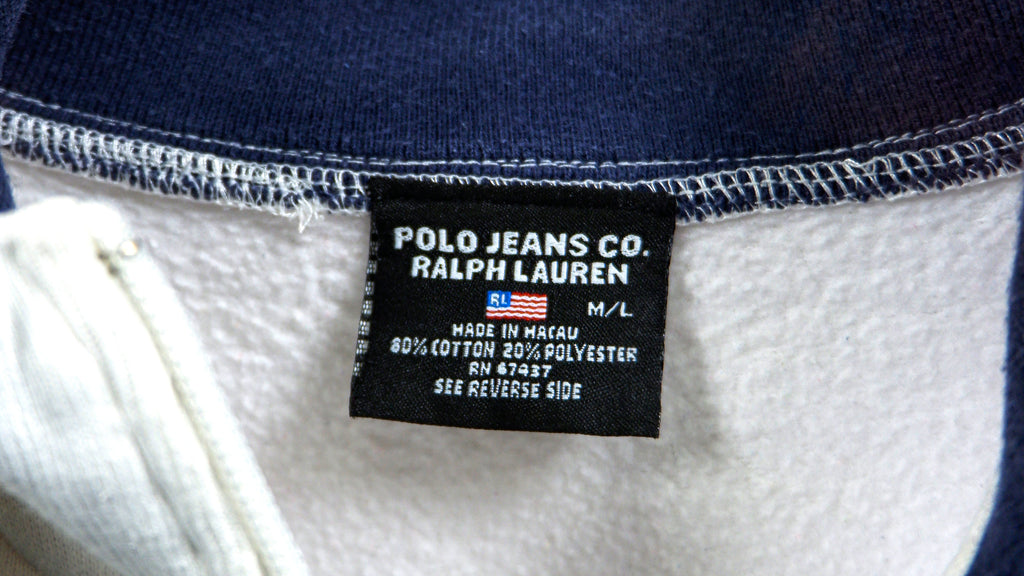 POLO JEANS CO.
RALPH LAUREN
RL M/L
MADE IN MACAU
80% COTTON 20% POLYESTER
RN 67437
SEE REVERSE SIDE